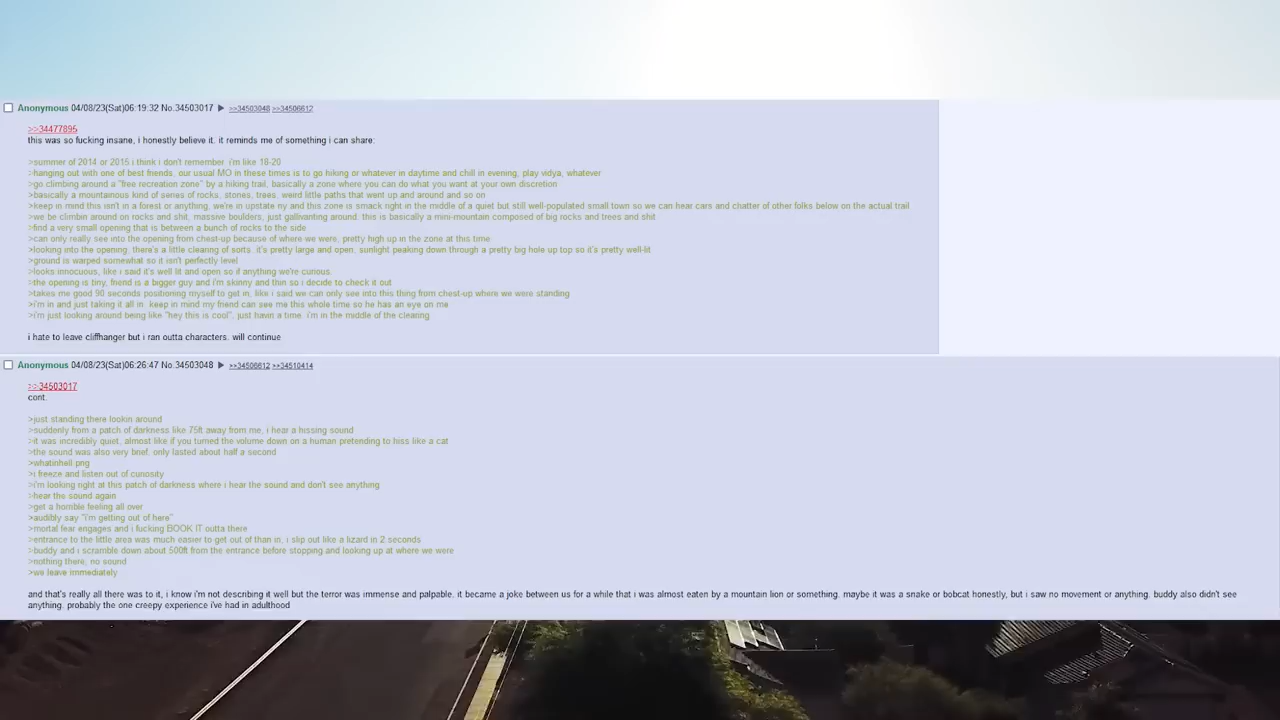 Anonymous 04/08/23(Sat)06:19:32 No.34503017 ▶ >>34503048 >>34506612
>>34477895
this was so fucking insane, i honestly believe it. it reminds me of something i can share:
>summer of 2014 or 2015 i think i don't remember. i'm like 18-20
>hanging out with one of best friends. our usual MO in these times is to go hiking or whatever in daytime and chill in evening, play vidya, whatever
>go climbing around a "free recreation zone" by a hiking trail, basically a zone where you can do what you want at your own discretion
>basically a mountainous kind of series of rocks, stones, trees. weird little paths that went up and around and so on
>keep in mind this isn't in a forest or anything, we're in upstate ny and this zone is smack right in the middle of a quiet but still well-populated small town so we can hear cars and chatter of other folks below on the actual trail
>we be climbin around on rocks and shit, massive boulders, just gallivanting around. this is basically a mini-mountain composed of big rocks and trees and shit
>find a very small opening that is between a bunch of rocks to the side
>can only really see into the opening from chest-up because of where we were, pretty high up in the zone at this time
>looking into the opening, there's a little clearing of sorts. it's pretty large and open. sunlight peaking down through a pretty big hole up top so it's pretty well-lit
>ground is warped somewhat so it isn't perfectly level
>looks innocuous, like i said it's well lit and open so if anything we're curious.
>the opening is tiny, friend is a bigger guy and i'm skinny and thin so i decide to check it out
>takes me good 90 seconds positioning myself to get in, like i said we can only see into this thing from chest-up where we were standing
>i'm in and just taking it all in. keep in mind my friend can see me this whole time so he has an eye on me
>i'm just looking around being like "hey this is cool". just havin a time. i'm in the middle of the clearing
i hate to leave cliffhanger but i ran outta characters. will continue
Anonymous 04/08/23(Sat)06:26:47 No.34503048 ▶ >>34506612 >>34510414
>>34503017
cont.
>just standing there lookin around
>suddenly from a patch of darkness like 75ft away from me, i hear a hissing sound
>it was incredibly quiet, almost like if you turned the volume down on a human pretending to hiss like a cat
>the sound was also very brief, only lasted about half a second
>whatinhell.png
>i freeze and listen out of curiosity
>i'm looking right at this patch of darkness where i hear the sound and don't see anything
>hear the sound again
>get a horrible feeling all over
>audibly say "i'm getting out of here"
>mortal fear engages and i fucking BOOK IT outta there
>entrance to the little area was much easier to get out of than in, i slip out like a lizard in 2 seconds
>buddy and i scramble down about 500ft from the entrance before stopping and looking up at where we were
>nothing there, no sound
>we leave immediately
and that's really all there was to it, i know i'm not describing it well but the terror was immense and palpable. it became a joke between us for a while that i was almost eaten by a mountain lion or something. maybe it was a snake or bobcat honestly, but i saw no movement or anything. buddy also didn't see
anything. probably the one creepy experience i've had in adulthood